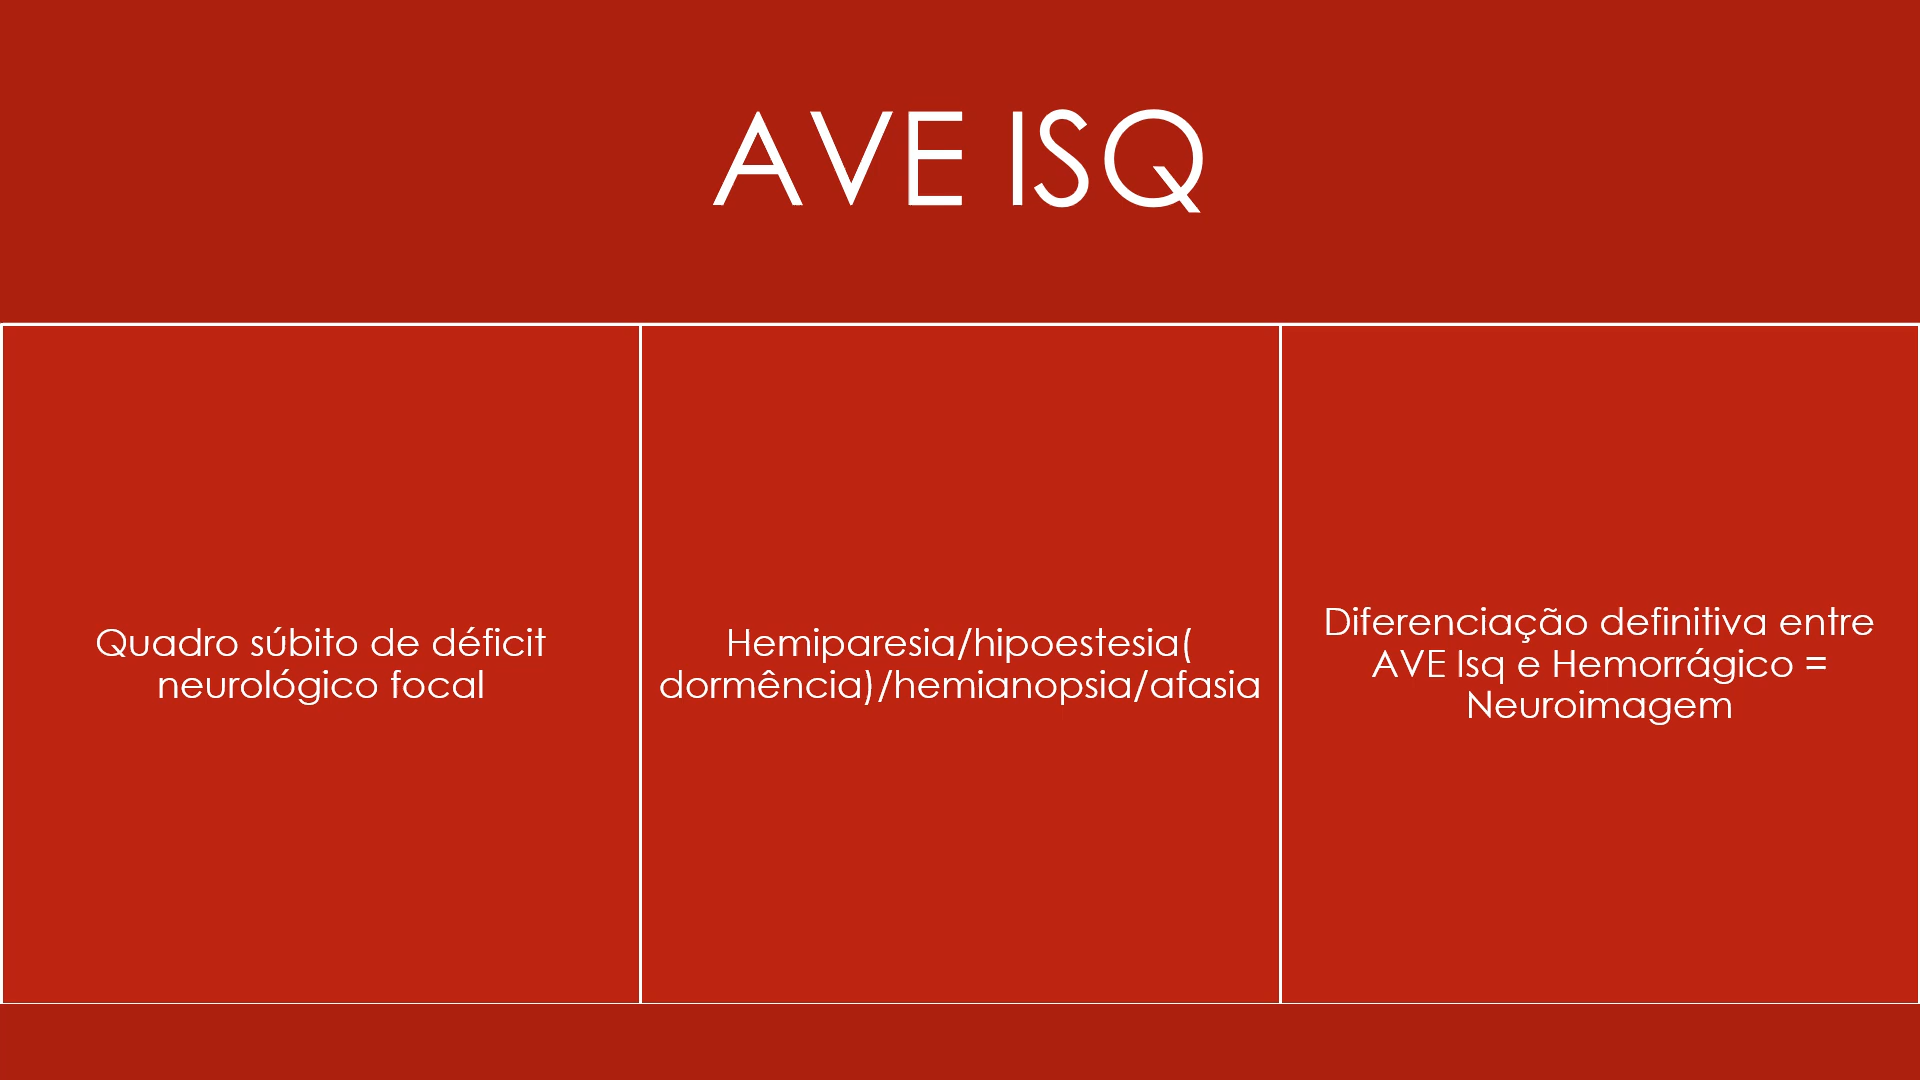 AVE ISQ
Quadro súbito de déficit
neurológico focal
Hemiparesia/hipoestesia(
dormência)/hemianopsia/afasia
Diferenciação definitiva entre
AVE Isq e Hemorrágico =
Neuroimagem